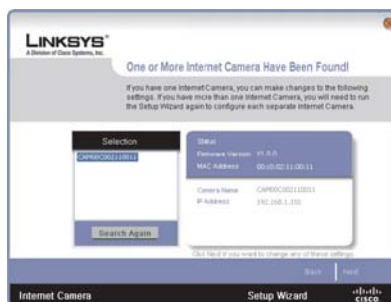 LINKSYS®
A Division of Cisco Systems, Inc.
One or More Internet Camera Have Been Found!
If you have one Internet Camera, you can make changes to the following
settings. If you have more than one Internet Camera, you will need to run
the Setup Wizard again to configure each separate Internet Camera.
Selection
CAM00C002110011
Search Again
Status
Firmware Version V1.0.0
MAC Address 00:c0:02:11:00:11
Camera Name CAM00C002110011
IP Address 192.168.1.101
Click Next if you want to change any of these settings.
Back Next
Internet Camera Setup Wizard
CISCO